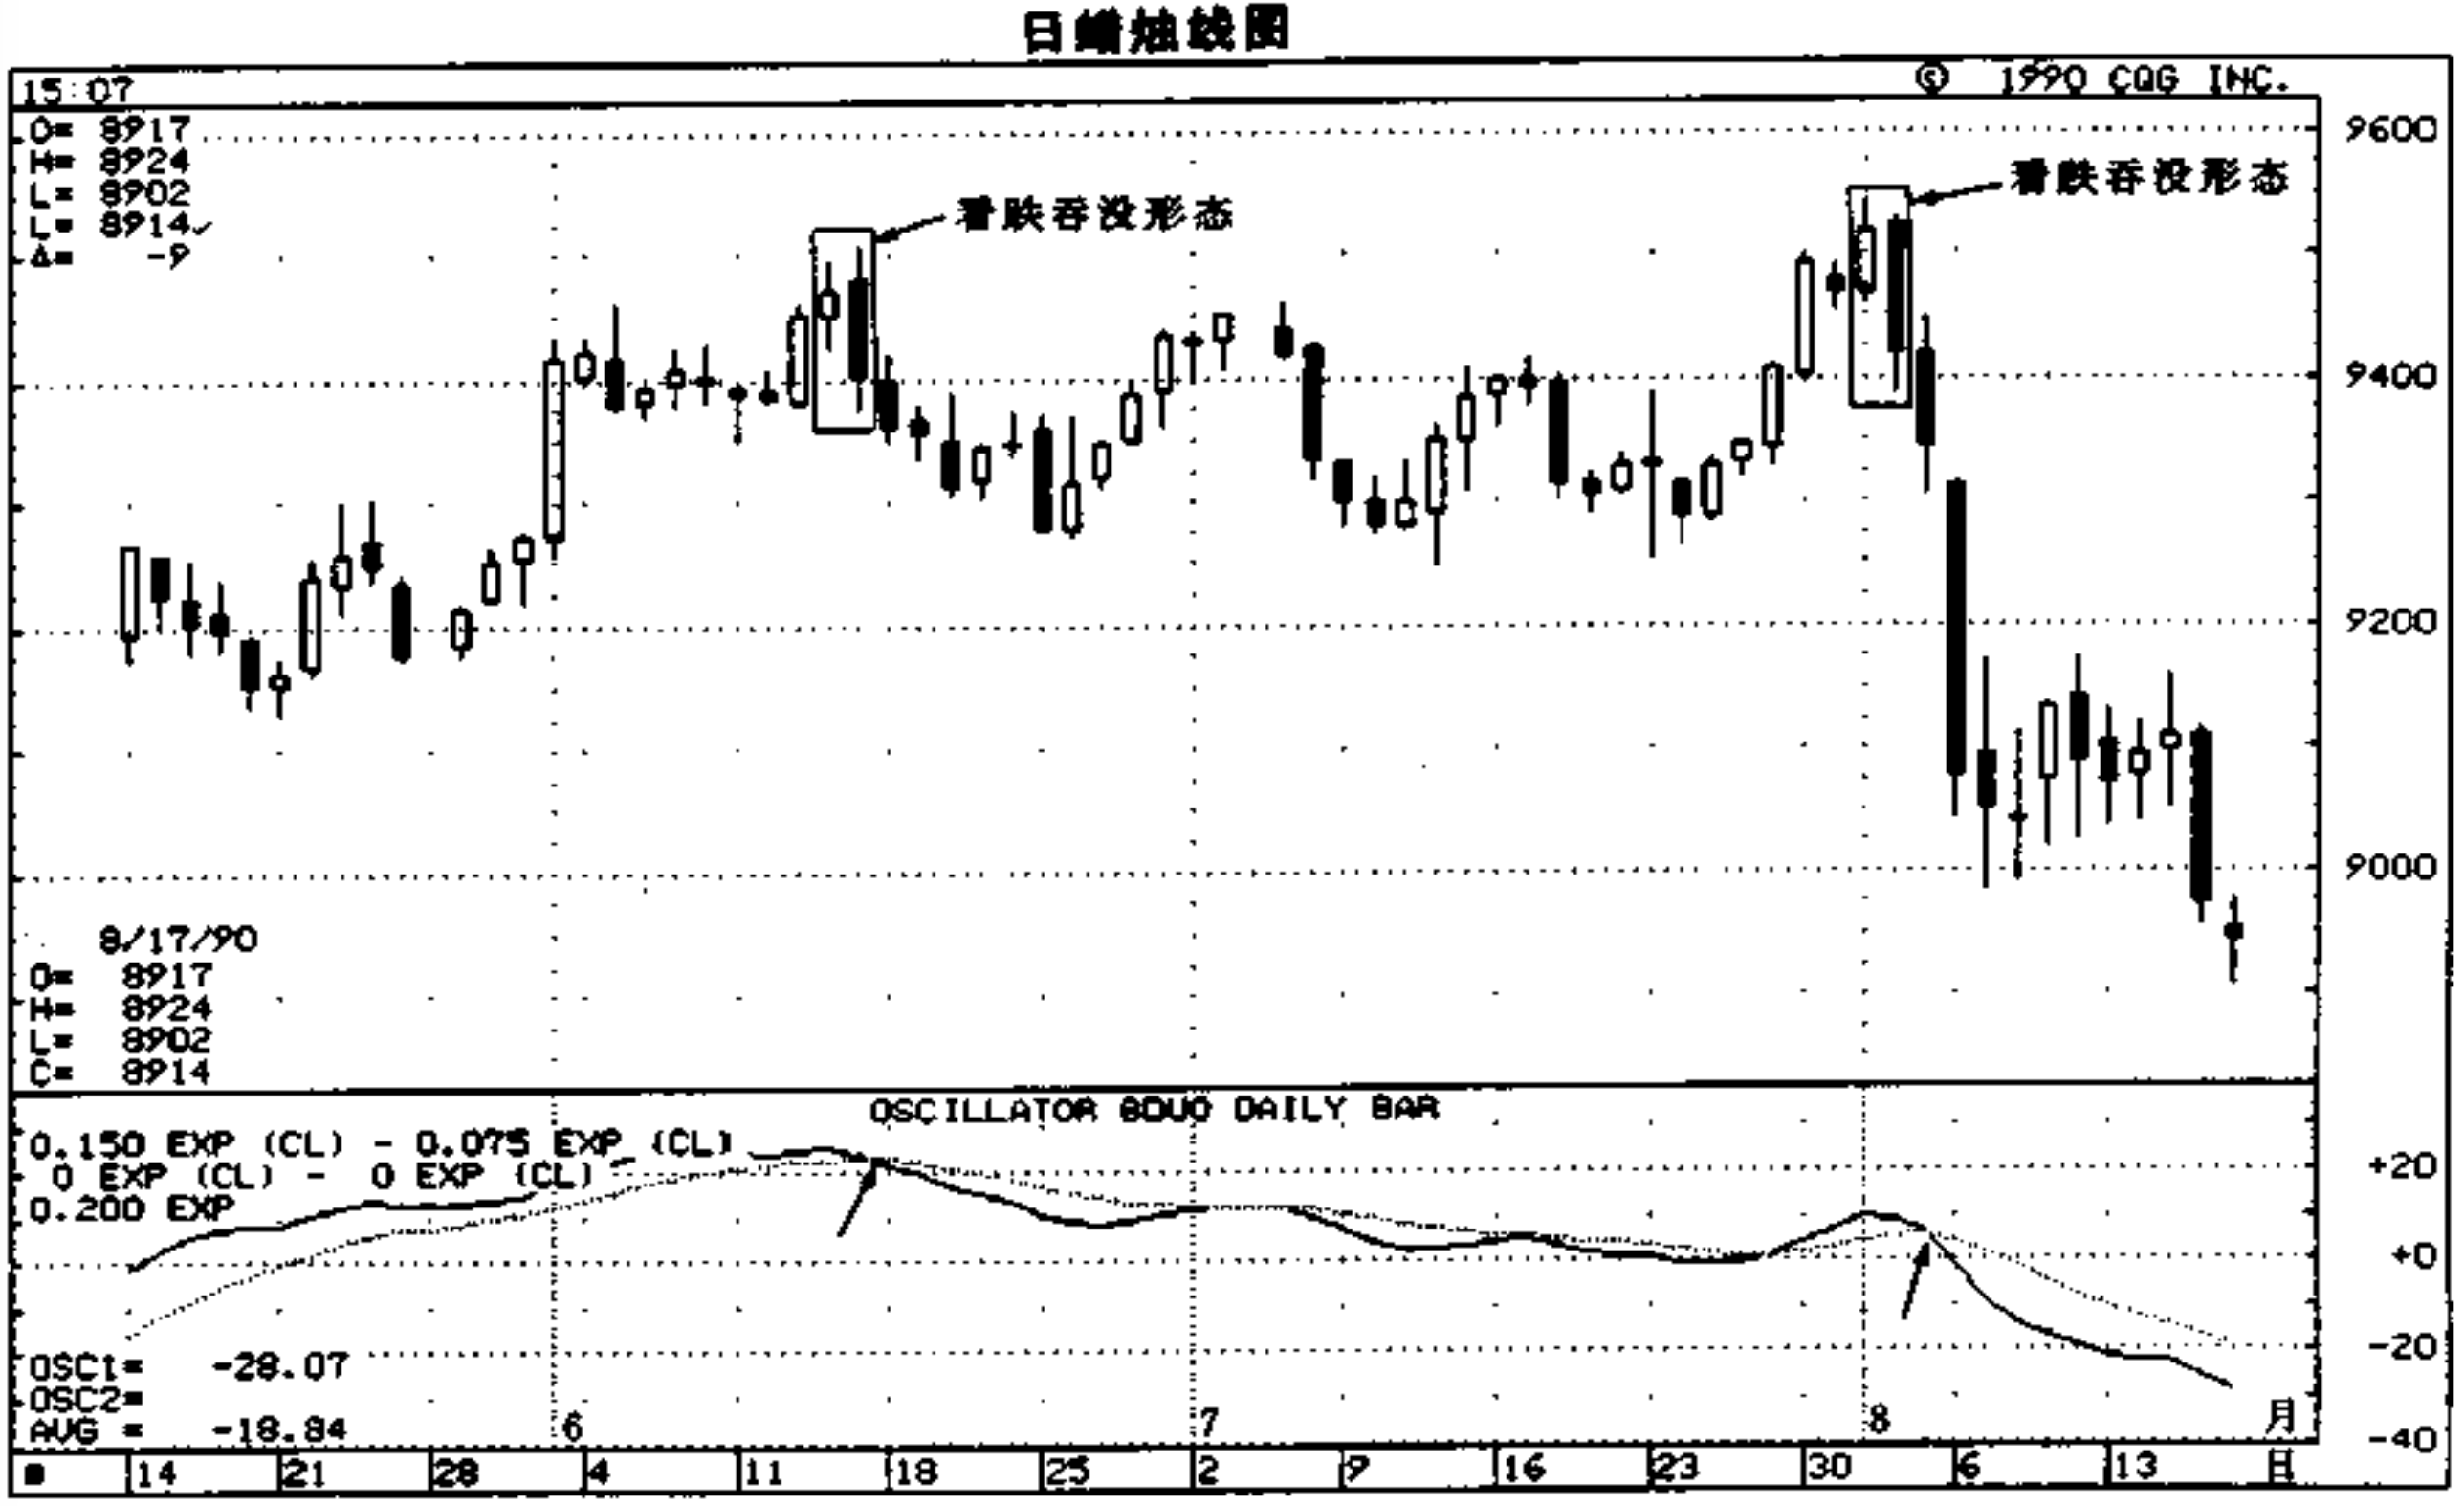 日蜡烛线图
15:07
© 1990 CQG INC.
O= 8917
H= 8924
L= 8902
L= 8914✓
Δ= -9
看跌吞没形态
看跌吞没形态
9600
9400
9200
9000
8/17/90
O= 8917
H= 8924
L= 8902
C= 8914
OSCILLATOR 8DU0 DAILY BAR
0.150 EXP (CL) - 0.075 EXP (CL)
0 EXP (CL) - 0 EXP (CL)
0.200 EXP
+20
+0
-20
-40
OSC1= -28.07
OSC2=
AVG = -18.84
6 7 8 月
14 21 28 4 11 18 25 2 9 16 23 30 6 13 日